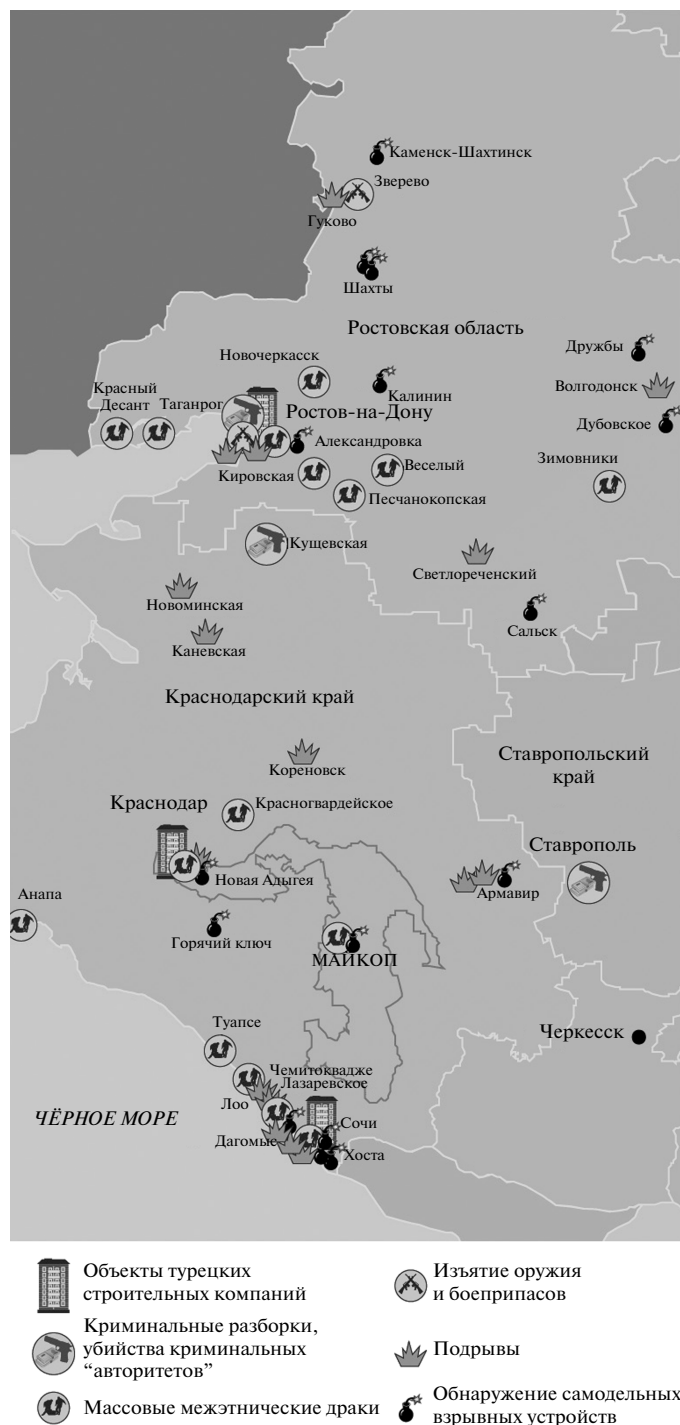 Каменск-Шахтинск
Зверево
Гуково
Шахты
Ростовская область
Дружбы
Новочеркасск
Волгодонск
Красный
Десант
Таганрог
Калинин
Ростов-на-Дону
Дубовское
Александровка
Зимовники
Кировская
Веселый
Песчанокопская
Кущевская
Светлореченский
Новоминская
Сальск
Каневская
Краснодарский край
Ставропольский
край
Кореновск
Краснодар
Красногвардейское
Ставрополь
Новая Адыгея
Армавир
Анапа
Горячий ключ
МАЙКОП
Туапсе
Черкесск
Чемитоквадже
Лазаревское
Лоо
ЧЁРНОЕ МОРЕ
Сочи
Дагомыс
Хоста
Объекты турецких
строительных компаний
Изъятие оружия
и боеприпасов
Криминальные разборки,
убийства криминальных
“авторитетов”
Подрывы
Массовые межэтнические драки
Обнаружение самодельных
взрывных устройств